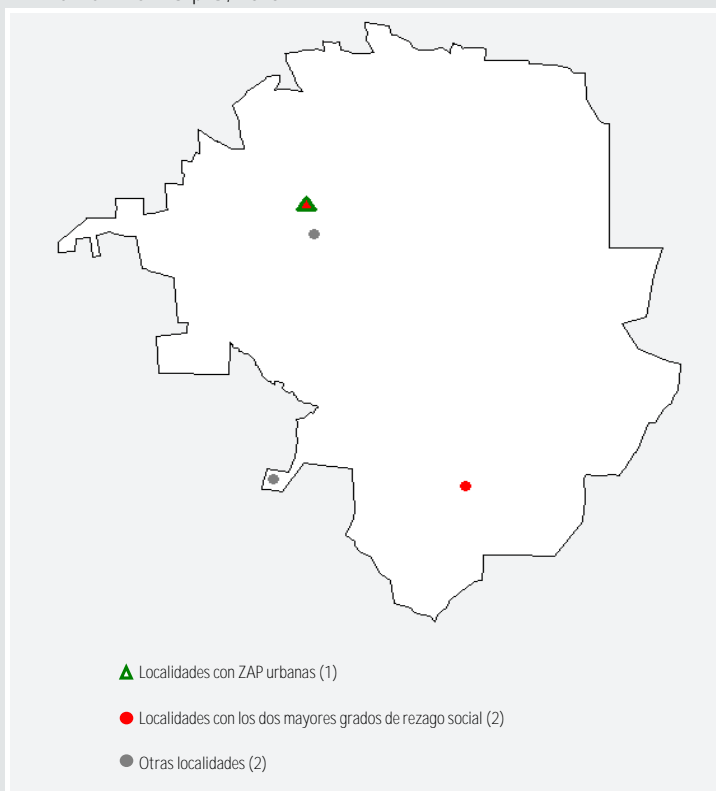 Localidades con ZAP urbanas (1)
Localidades con los dos mayores grados de rezago social (2)
Otras localidades (2)